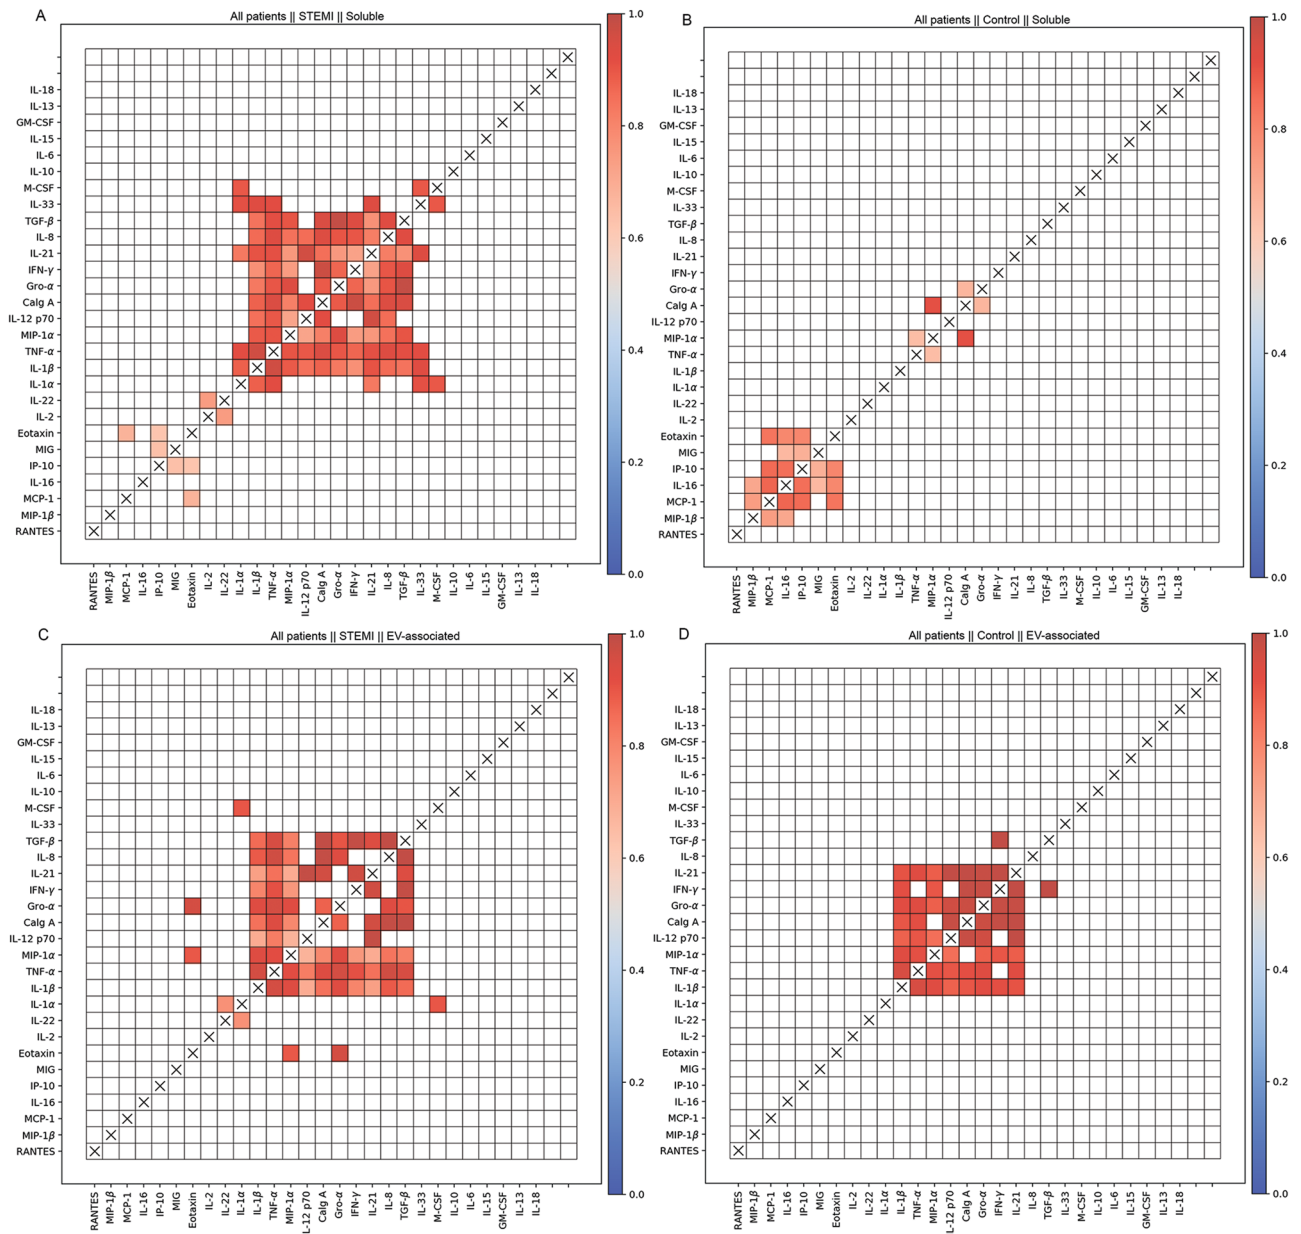 A
All patients || STEMI || Soluble
1.0
0.8
0.6
0.4
0.2
0.0
IL-18
IL-13
GM-CSF
IL-15
IL-6
IL-10
M-CSF
IL-33
TGF-β
IL-8
IL-21
IFN-γ
Gro-α
Calg A
IL-12 p70
MIP-1α
TNF-α
IL-1β
IL-1α
IL-22
IL-2
Eotaxin
MIG
IP-10
IL-16
MCP-1
MIP-1β
RANTES
RANTES
MIP-1β
MCP-1
IL-16
IP-10
MIG
Eotaxin
IL-2
IL-22
IL-1α
IL-1β
TNF-α
MIP-1α
IL-12 p70
Calg A
Gro-α
IFN-γ
IL-21
IL-8
TGF-β
IL-33
M-CSF
IL-10
IL-6
IL-15
GM-CSF
IL-13
IL-18
B
All patients || Control || Soluble
1.0
0.8
0.6
0.4
0.2
0.0
IL-18
IL-13
GM-CSF
IL-15
IL-6
IL-10
M-CSF
IL-33
TGF-β
IL-8
IL-21
IFN-γ
Gro-α
Calg A
IL-12 p70
MIP-1α
TNF-α
IL-1β
IL-1α
IL-22
IL-2
Eotaxin
MIG
IP-10
IL-16
MCP-1
MIP-1β
RANTES
RANTES
MIP-1β
MCP-1
IL-16
IP-10
MIG
Eotaxin
IL-2
IL-22
IL-1α
IL-1β
TNF-α
MIP-1α
IL-12 p70
Calg A
Gro-α
IFN-γ
IL-21
IL-8
TGF-β
IL-33
M-CSF
IL-10
IL-6
IL-15
GM-CSF
IL-13
IL-18
C
All patients || STEMI || EV-associated
1.0
0.8
0.6
0.4
0.2
0.0
IL-18
IL-13
GM-CSF
IL-15
IL-6
IL-10
M-CSF
IL-33
TGF-β
IL-8
IL-21
IFN-γ
Gro-α
Calg A
IL-12 p70
MIP-1α
TNF-α
IL-1β
IL-1α
IL-22
IL-2
Eotaxin
MIG
IP-10
IL-16
MCP-1
MIP-1β
RANTES
RANTES
MIP-1β
MCP-1
IL-16
IP-10
MIG
Eotaxin
IL-2
IL-22
IL-1α
IL-1β
TNF-α
MIP-1α
L-12 p70
Calg A
Gro-α
IFN-γ
IL-21
IL-8
TGF-β
IL-33
M-CSF
IL-10
IL-6
IL-15
GM-CSF
IL-13
IL-18
D
All patients || Control || EV-associated
1.0
0.8
0.6
0.4
0.2
0.0
IL-18
IL-13
GM-CSF
IL-15
IL-6
IL-10
M-CSF
IL-33
TGF-β
IL-8
IL-21
IFN-γ
Gro-α
Calg A
IL-12 p70
MIP-1α
TNF-α
IL-1β
IL-1α
IL-22
IL-2
Eotaxin
MIG
IP-10
IL-16
MCP-1
MIP-1β
RANTES
RANTES
MIP-1β
MCP-1
IL-16
IP-10
MIG
Eotaxin
IL-2
IL-22
IL-1α
IL-1β
TNF-α
MIP-1α
L-12 p70
Calg A
Gro-α
IFN-γ
IL-21
IL-8
TGF-β
IL-33
M-CSF
IL-10
IL-6
IL-15
GM-CSF
IL-13
IL-18